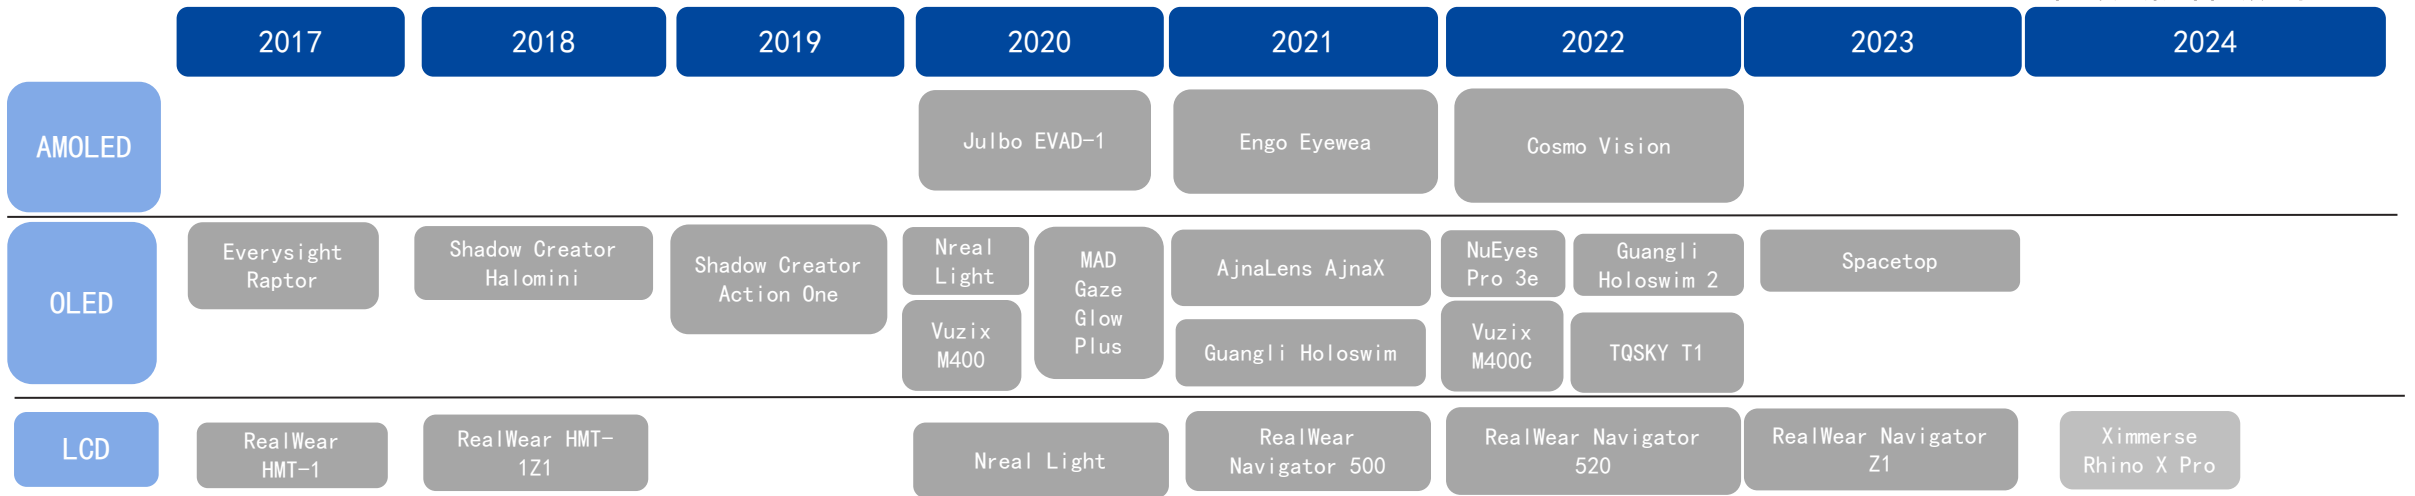 2017 2018 2019 2020 2021 2022 2023 2024
AMOLED
Julbo EVAD-1
Engo Eyewea
Cosmo Vision
OLED
Everysight
Raptor
Shadow Creator
Halomini
Shadow Creator
Action One
Nreal
Light
Vuzix
M400
MAD
Gaze
Glow
Plus
AjnaLens AjnaX
Guangli Holoswim
NuEyes
Pro 3e
Vuzix
M400C
Guangli
Holoswim 2
TQSKY T1
Spacetop
LCD
RealWear
HMT-1
RealWear HMT-
1Z1
Nreal Light
RealWear
Navigator 500
RealWear Navigator
520
RealWear Navigator
Z1
Ximmerse
Rhino X Pro